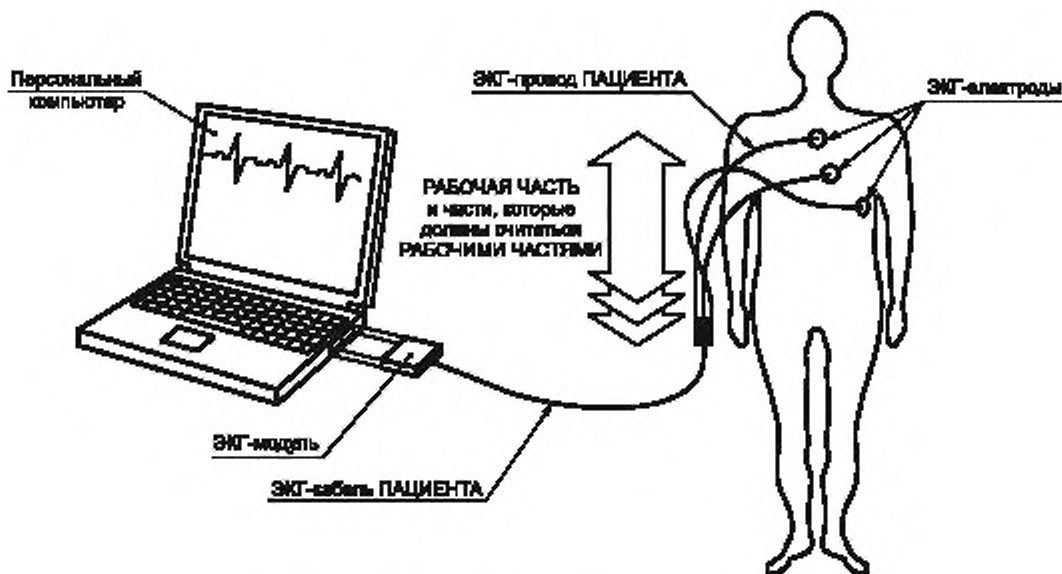 Персональный
компьютер
ЭКГ-провод ПАЦИЕНТА
ЭКГ-электроды
РАБОЧАЯ ЧАСТЬ
и части, которые
должны считаться
РАБОЧИМИ ЧАСТЯМИ
ЭКГ-модуль
ЭКГ-кабель ПАЦИЕНТА